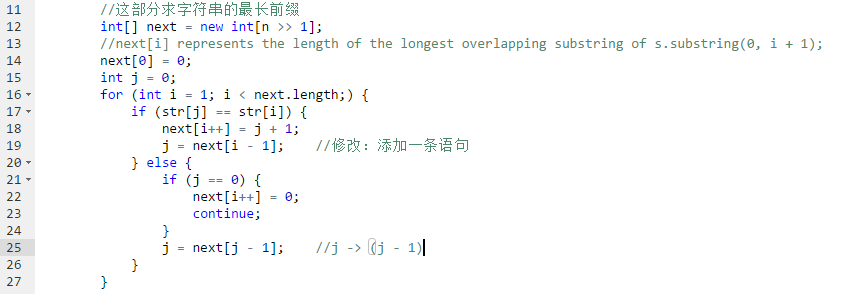 11 //这部分求字符串的最长前缀
12 int[] next = new int[n >> 1];
13 //next[i] represents the length of the longest overlapping substring of s.substring(0, i + 1);
14 next[0] = 0;
15 int j = 0;
16 for (int i = 1; i < next.length;) {
17 if (str[j] == str[i]) {
18 next[i++] = j + 1;
19 j = next[i - 1]; //修改：添加一条语句
20 } else {
21 if (j == 0) {
22 next[i++] = 0;
23 continue;
24 }
25 j = next[j - 1]; //j -> (j - 1)
26 }
27 }